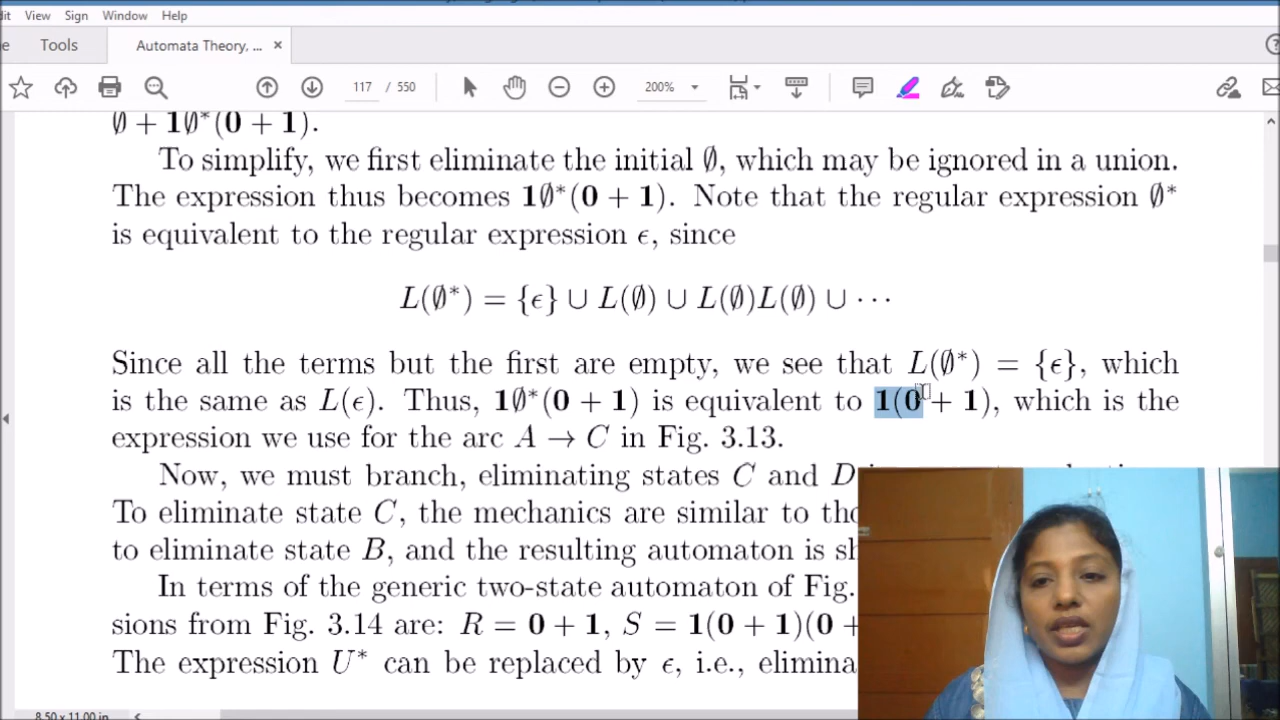 View Sign Window Help
Tools Automata Theory, ... ×
117 / 550 200%
∅ + 1∅*(0 + 1).
To simplify, we first eliminate the initial ∅, which may be ignored in a union.
The expression thus becomes 1∅*(0 + 1). Note that the regular expression ∅*
is equivalent to the regular expression ϵ, since
L(∅*) = {ϵ} ∪ L(∅) ∪ L(∅)L(∅) ∪ ···
Since all the terms but the first are empty, we see that L(∅*) = {ϵ}, which
is the same as L(ϵ). Thus, 1∅*(0 + 1) is equivalent to 1(0 + 1), which is the
expression we use for the arc A → C in Fig. 3.13.
Now, we must branch, eliminating states C and D
To eliminate state C, the mechanics are similar to
to eliminate state B, and the resulting automaton is
In terms of the generic two-state automaton of Fig.
sions from Fig. 3.14 are: R = 0 + 1, S = 1(0 + 1)(0 +
The expression U* can be replaced by ϵ, i.e.,
8.50 x 11.00 in